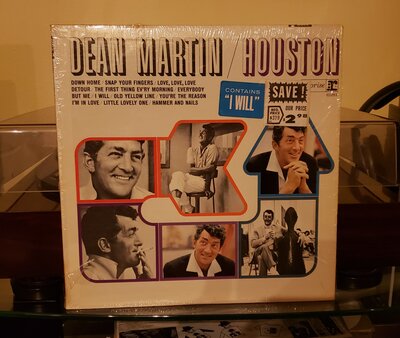 DEAN MARTIN / HOUSTON
DOWN HOME · SNAP YOUR FINGERS · LOVE, LOVE, LOVE
DETOUR · THE FIRST THING EV'RY MORNING · EVERYBODY
BUT ME · I WILL · OLD YELLOW LINE · YOU'RE THE REASON
I'M IN LOVE · LITTLE LOVELY ONE · HAMMER AND NAILS
CONTAINS
"I WILL"
SAVE!
OUR PRICE
$2.98